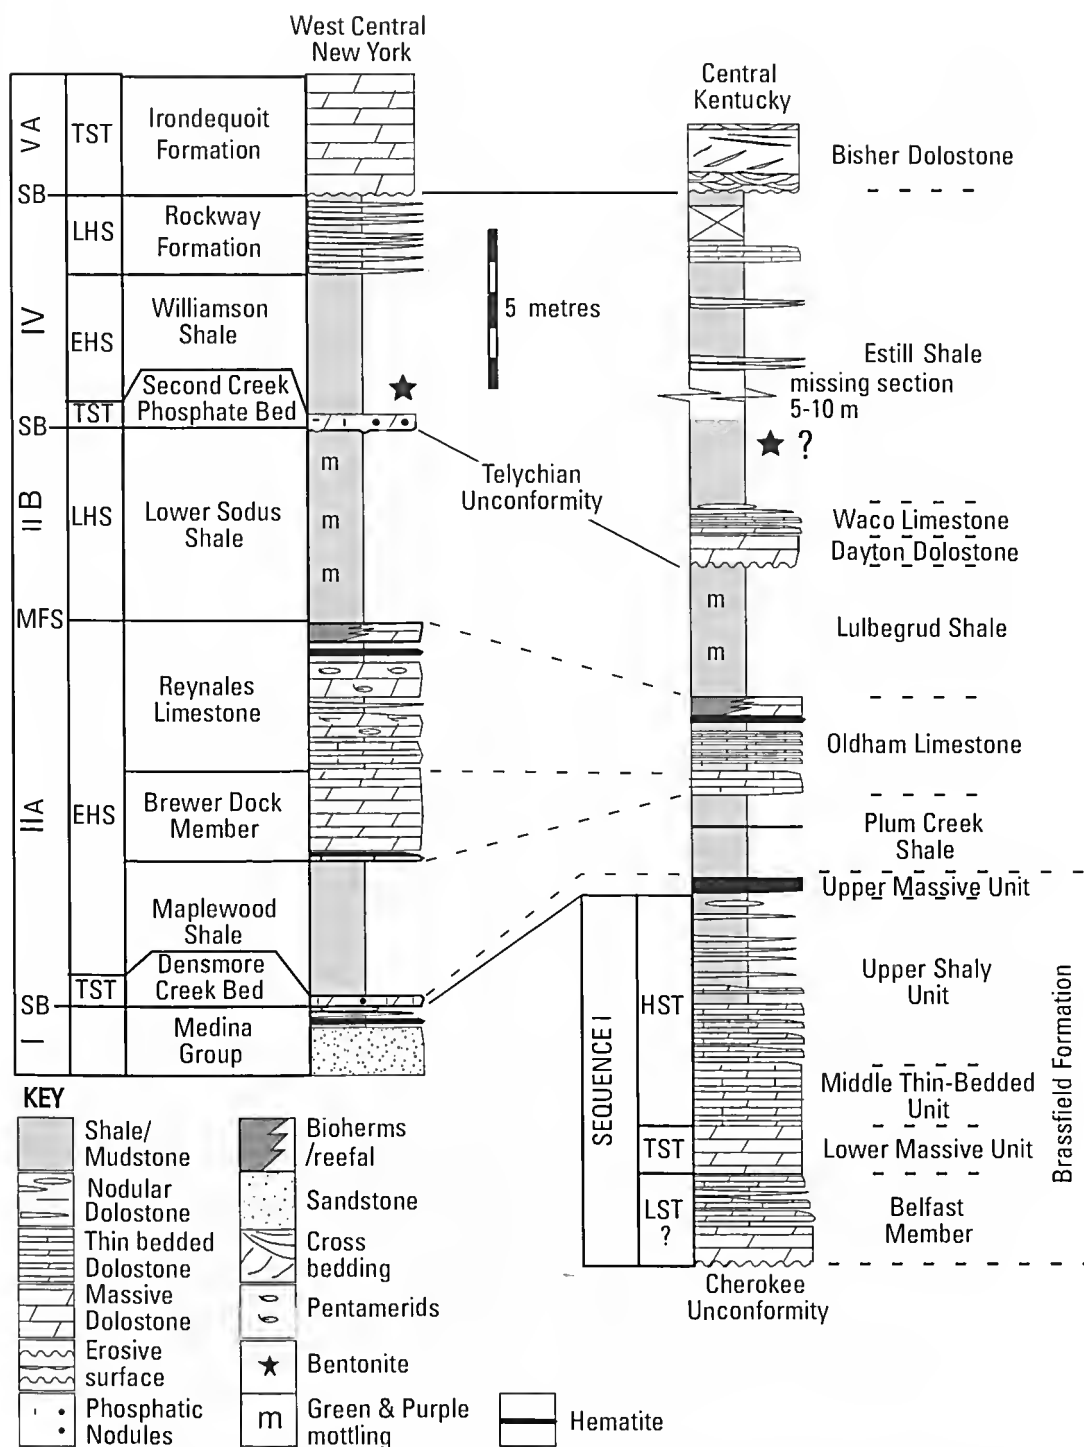 West Central
New York
Central
Kentucky
V A
TST
Irondequoit
Formation
Bisher Dolostone
SB
LHS
Rockway
Formation
IV
EHS
Williamson
Shale
5 metres
Estill Shale
missing section
5-10 m
TST
Second Creek
Phosphate Bed
SB
?
Telychian
Unconformity
II B
LHS
Lower Sodus
Shale
m
m
m
Waco Limestone
Dayton Dolostone
m
m
Lulbegrud Shale
MFS
Reynales
Limestone
Oldham Limestone
IIA
EHS
Brewer Dock
Member
Plum Creek
Shale
Maplewood
Shale
Upper Massive Unit
TST
Densmore
Creek Bed
SB
I
Medina
Group
SEQUENCE I
HST
Upper Shaly
Unit
Middle Thin-Bedded
Unit
TST
Lower Massive Unit
LST
?
Belfast
Member
Brassfield Formation
Cherokee
Unconformity
KEY
Shale/
Mudstone
Nodular
Dolostone
Thin bedded
Dolostone
Massive
Dolostone
Erosive
surface
Phosphatic
Nodules
Bioherms
/reefal
Sandstone
Cross
bedding
Pentamerids
Bentonite
m
Green & Purple
mottling
Hematite